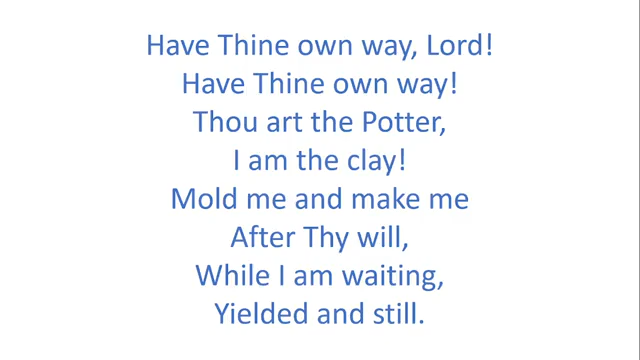 Have Thine own way, Lord!
Have Thine own way!
Thou art the Potter,
I am the clay!
Mold me and make me
After Thy will,
While I am waiting,
Yielded and still.